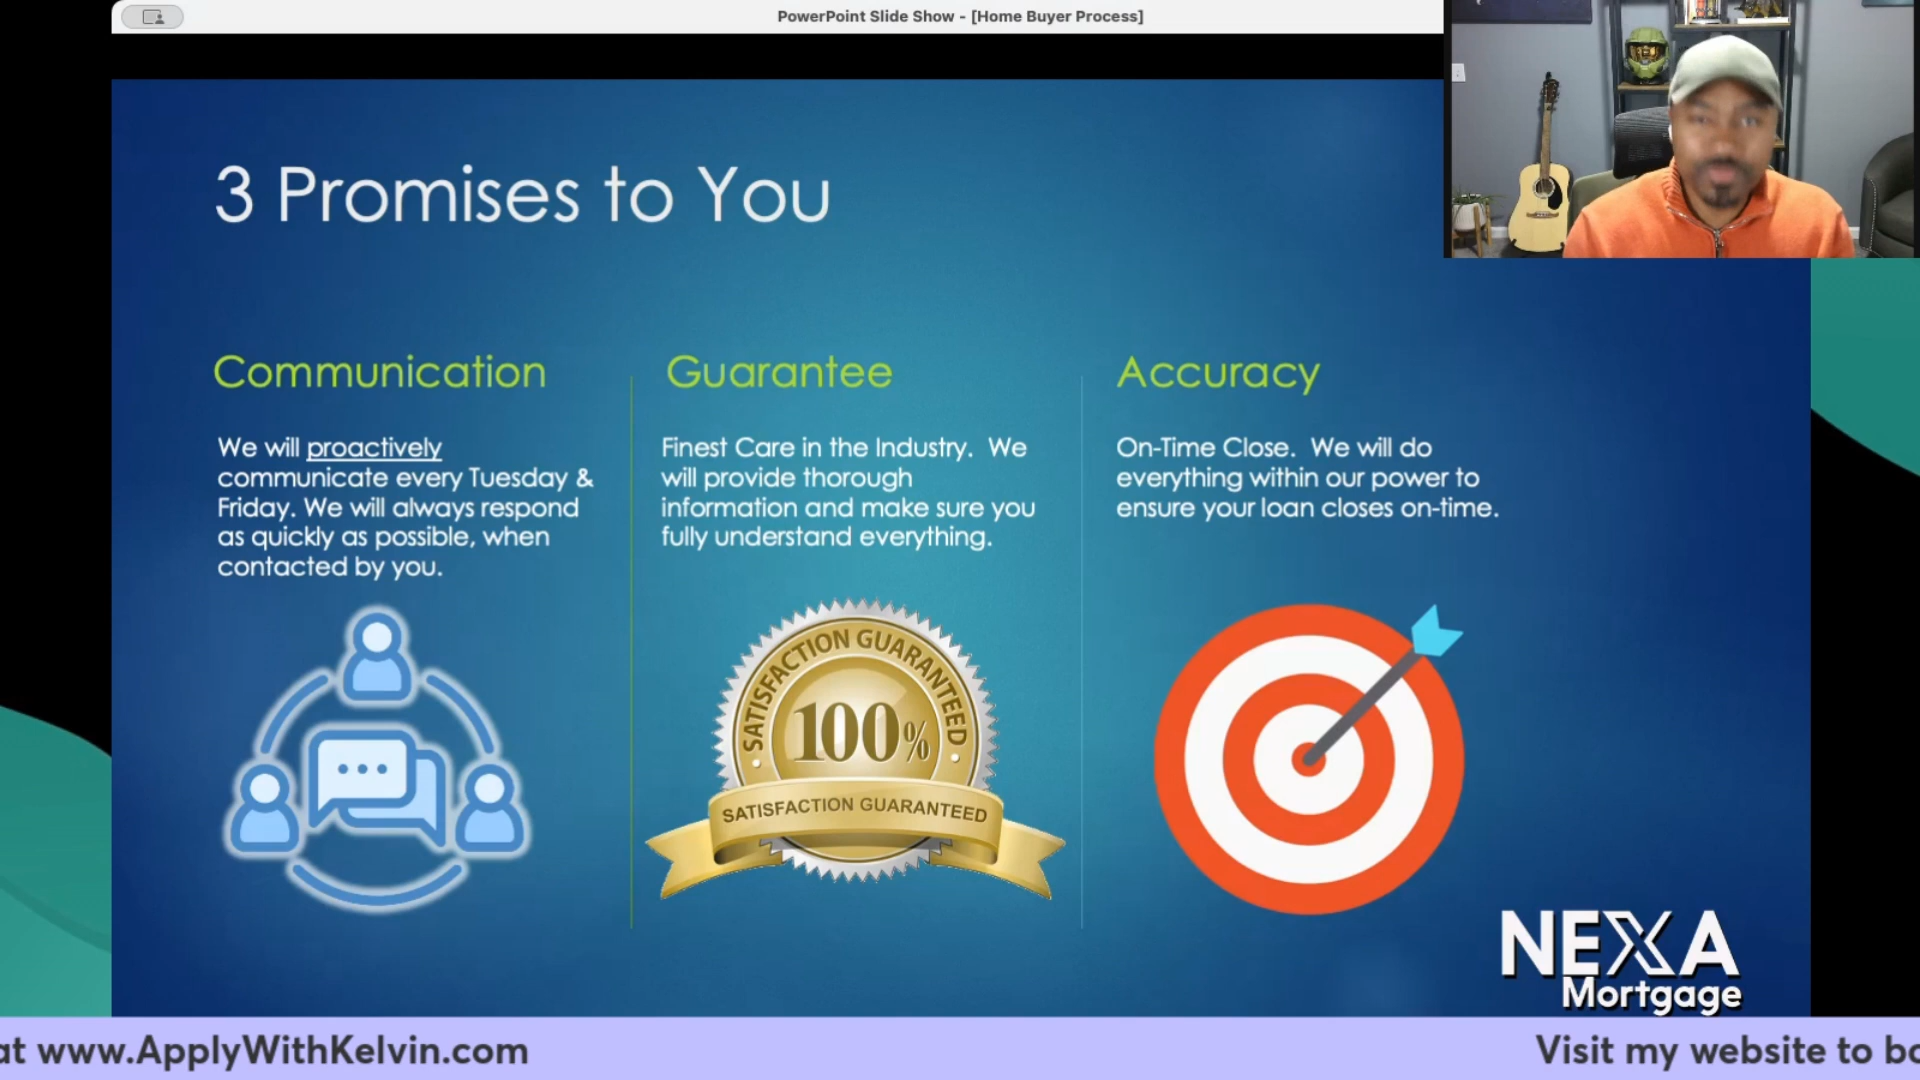 PowerPoint Slide Show - [Home Buyer Process]
3 Promises to You
Communication
We will proactively
communicate every Tuesday &
Friday. We will always respond
as quickly as possible, when
contacted by you.
Guarantee
Finest Care in the Industry.  We
will provide thorough
information and make sure you
fully understand everything.
SATISFACTION GUARANTEED
100%
SATISFACTION GUARANTEED
Accuracy
On-Time Close.  We will do
everything within our power to
ensure your loan closes on-time.
NEXA
Mortgage
at www.ApplyWithKelvin.com
Visit my website to